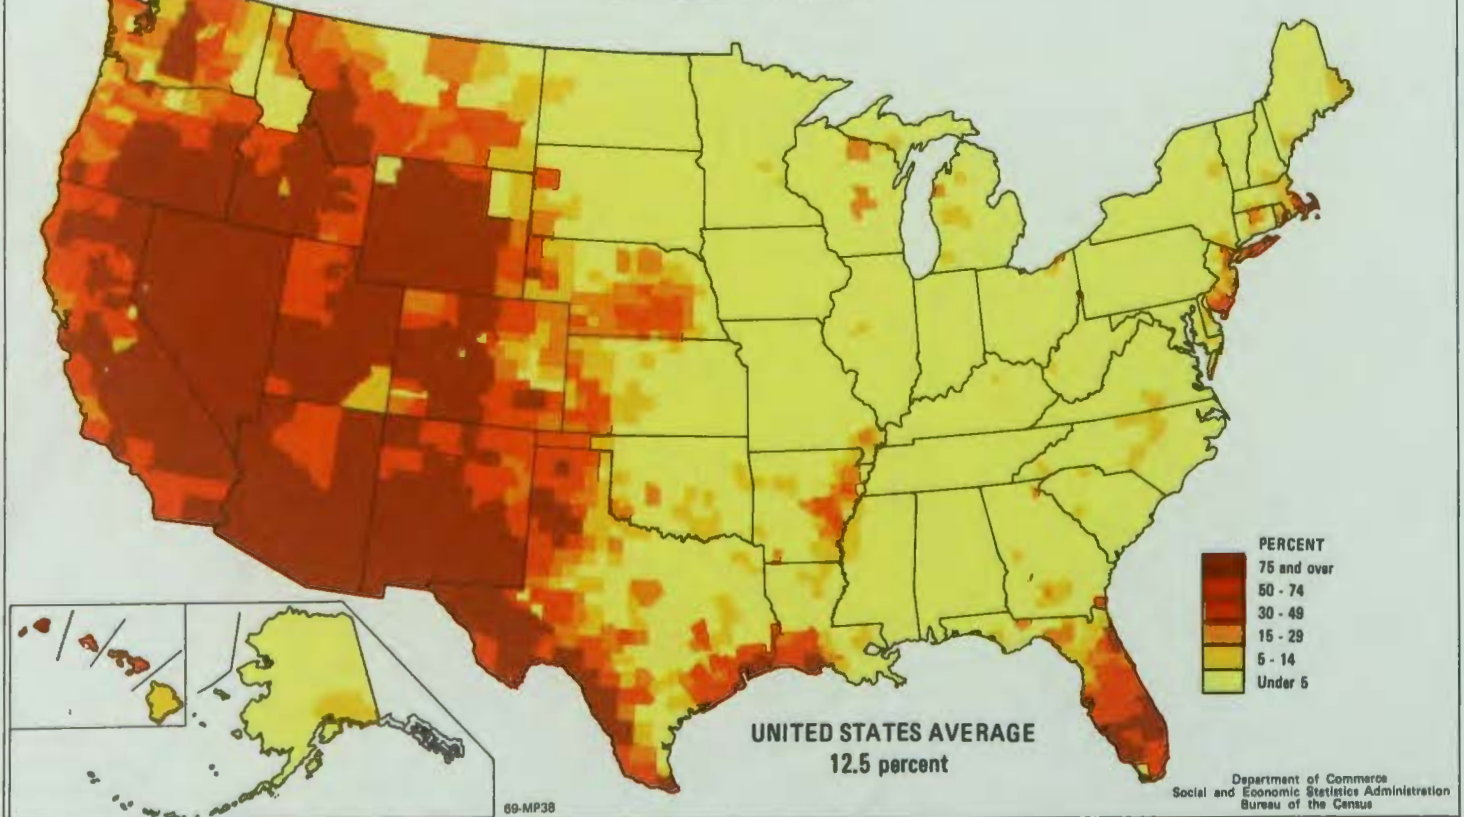 PERCENT
75 and over
50 - 74
30 - 49
15 - 29
5 - 14
Under 5
UNITED STATES AVERAGE
12.5 percent
69-MP38
Department of Commerce
Social and Economic Statistics Administration
Bureau of the Census